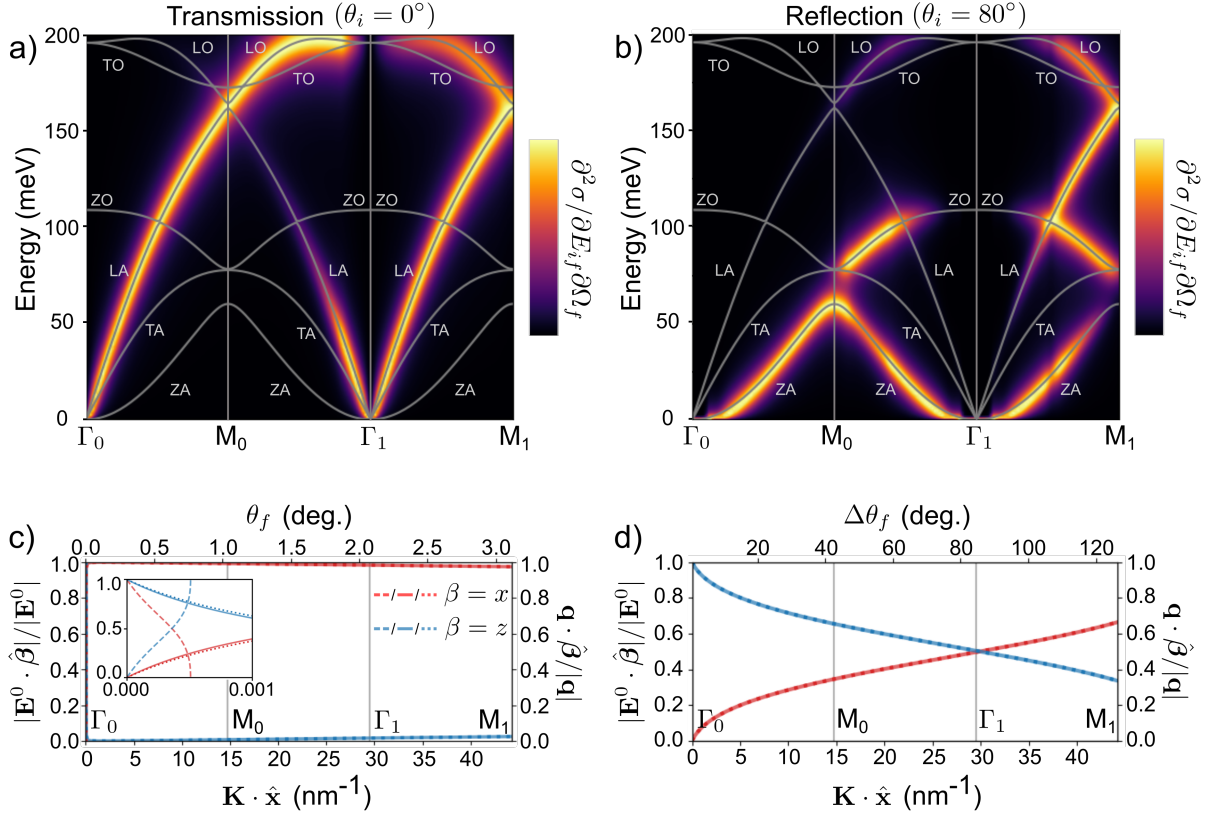 Transmission (θi = 0°)
a)
Energy (meV)
200
150
100
50
0
LO
LO
LO
TO
TO
TO
ZO
ZO
ZO
LA
LA
LA
TA
TA
TA
ZA
ZA
ZA
Γ0
M0
Γ1
M1
∂²σ/∂Eif∂Ωf
Reflection (θi = 80°)
b)
Energy (meV)
200
150
100
50
0
LO
LO
LO
TO
TO
TO
ZO
ZO
ZO
LA
LA
LA
TA
TA
TA
ZA
ZA
ZA
Γ0
M0
Γ1
M1
∂²σ/∂Eif∂Ωf
c)
θf (deg.)
0.0 0.5 1.0 1.5 2.0 2.5 3.0
|E⁰ · β̂|/|E⁰|
1.0
0.8
0.6
0.4
0.2
0.0
1.0
0.5
0.0
0.000 0.001
β = x
β = z
Γ0 M0 Γ1 M1
1.0
0.8
0.6
0.4
0.2
0.0
q · β̂/|q|
0 5 10 15 20 25 30 35 40
K · x̂ (nm⁻¹)
d)
Δθf (deg.)
20 40 60 80 100 120
|E⁰ · β̂|/|E⁰|
1.0
0.8
0.6
0.4
0.2
0.0
Γ0 M0 Γ1 M1
1.0
0.8
0.6
0.4
0.2
0.0
q · β̂/|q|
0 5 10 15 20 25 30 35 40
K · x̂ (nm⁻¹)